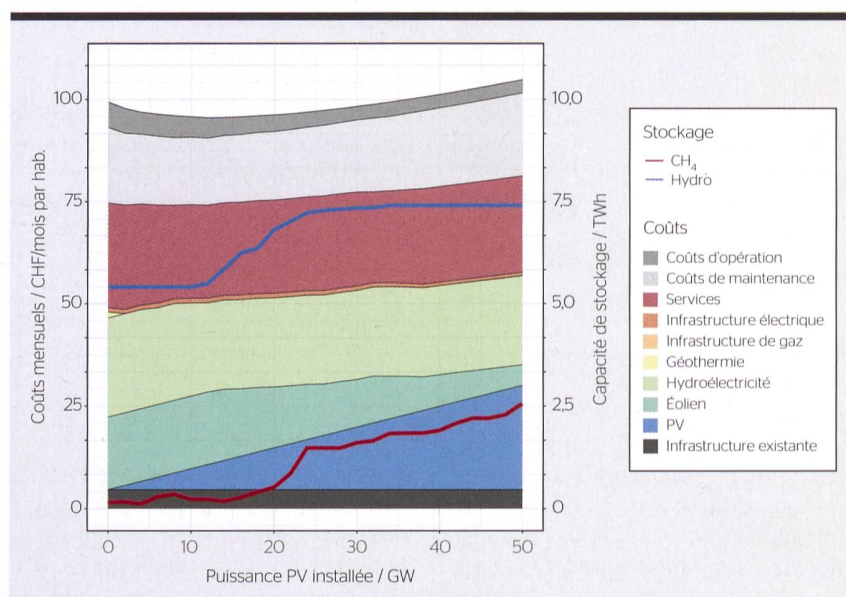 Coûts mensuels / CHF/mois par hab.
100
75
50
25
0
10,0
7,5
5,0
2,5
0
Capacité de stockage / TWh
0 10 20 30 40 50
Puissance PV installée / GW
Stockage
CH₄
Hydro
Coûts
Coûts d'opération
Coûts de maintenance
Services
Infrastructure électrique
Infrastructure de gaz
Géothermie
Hydroélectricité
Éolien
PV
Infrastructure existante